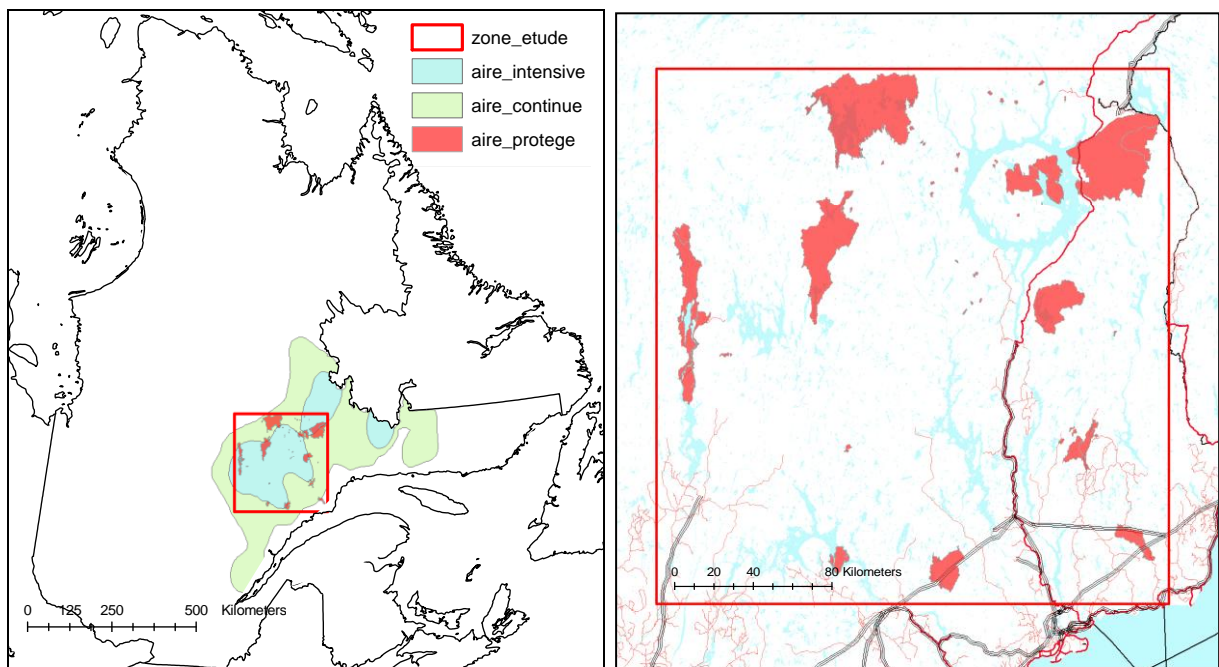 zone_etude
aire_intensive
aire_continue
aire_protege
0 125 250 500 Kilometers
0 20 40 80 Kilometers